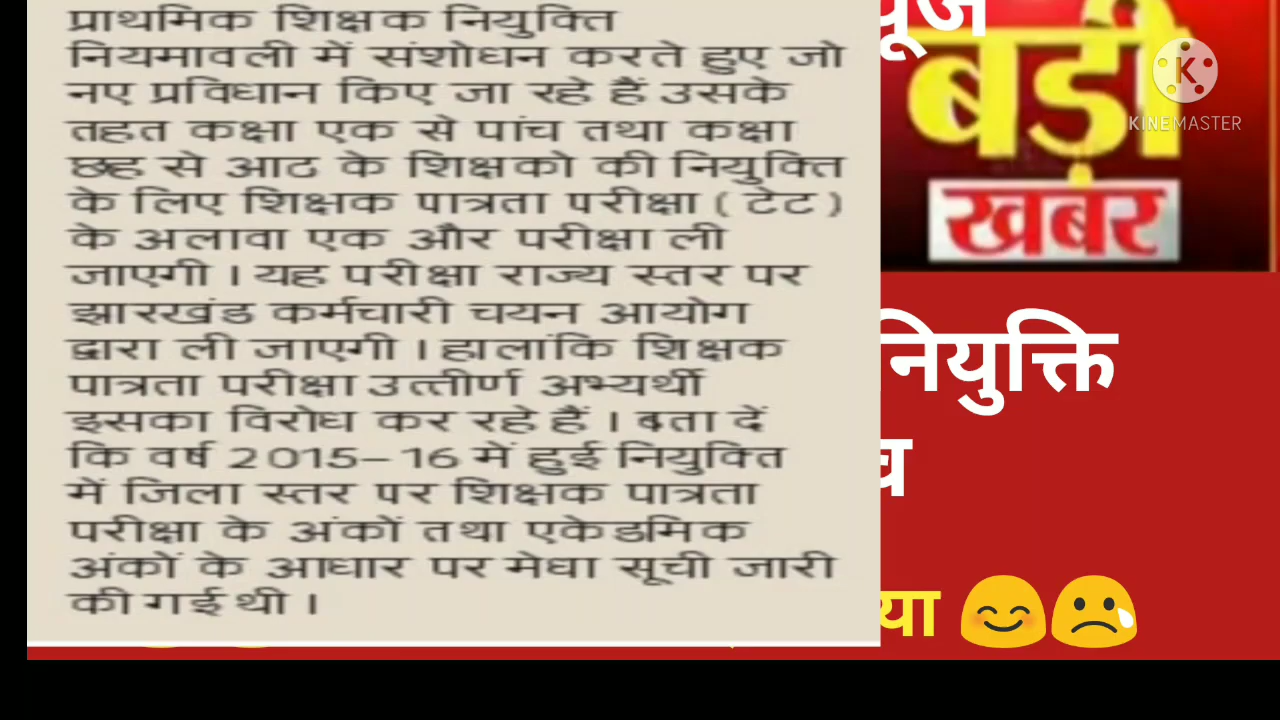 प्राथमिक शिक्षक नियुक्ति
नियमावली में संशोधन करते हुए जो
नए प्रविधान किए जा रहे हैं उसके
तहत कक्षा एक से पांच तथा कक्षा
छह से आठ के शिक्षको की नियुक्ति
के लिए शिक्षक पात्रता परीक्षा ( टेट )
के अलावा एक और परीक्षा ली
जाएगी । यह परीक्षा राज्य स्तर पर
झारखंड कर्मचारी चयन आयोग
द्वारा ली जाएगी । हालांकि शिक्षक
पात्रता परीक्षा उत्तीर्ण अभ्यर्थी
इसका विरोध कर रहे हैं । बता दें
कि वर्ष 2015–16 में हुई नियुक्ति
में जिला स्तर पर शिक्षक पात्रता
परीक्षा के अंकों तथा एकेडमिक
अंकों के आधार पर मेधा सूची जारी
की गई थी ।
बड़ी
खबर
KINEMASTER
नियुक्ति
या 😊😢